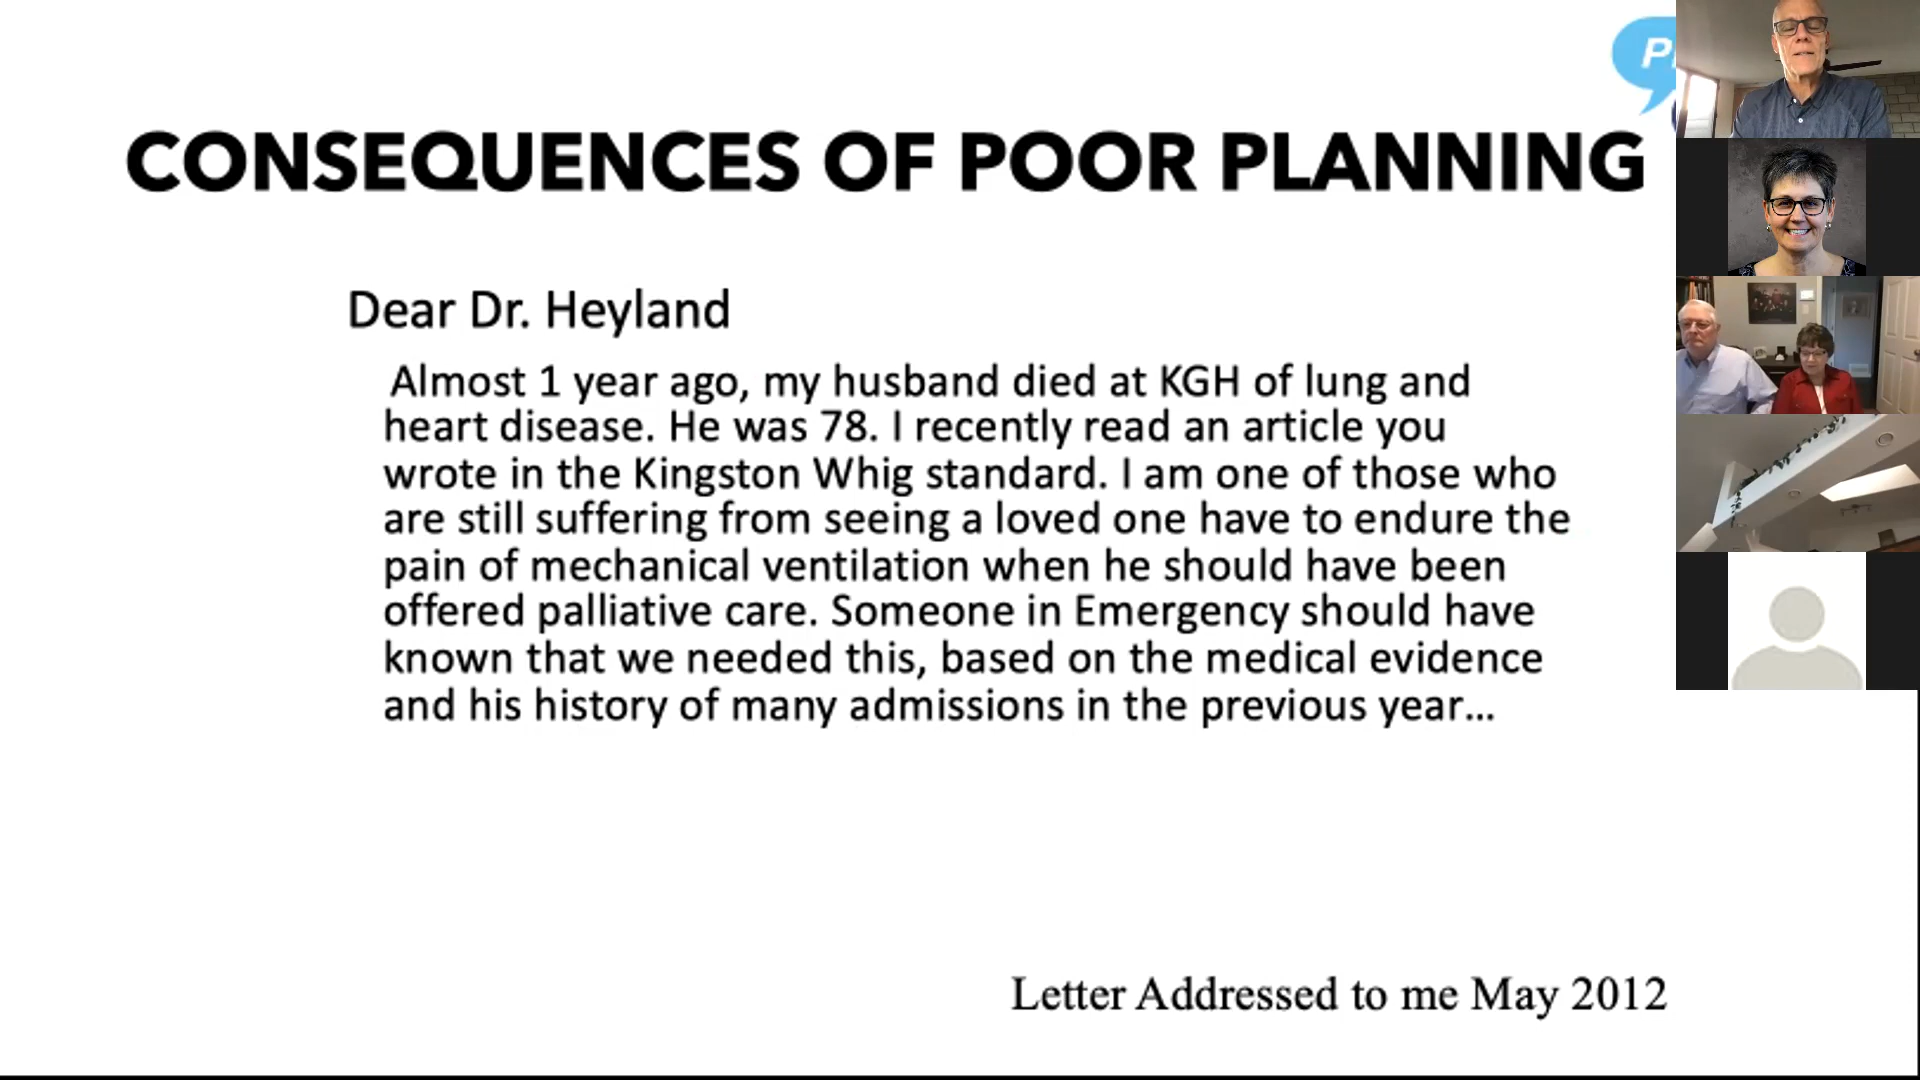 CONSEQUENCES OF POOR PLANNING
Dear Dr. Heyland
Almost 1 year ago, my husband died at KGH of lung and
heart disease. He was 78. I recently read an article you
wrote in the Kingston Whig standard. I am one of those who
are still suffering from seeing a loved one have to endure the
pain of mechanical ventilation when he should have been
offered palliative care. Someone in Emergency should have
known that we needed this, based on the medical evidence
and his history of many admissions in the previous year...
Letter Addressed to me May 2012